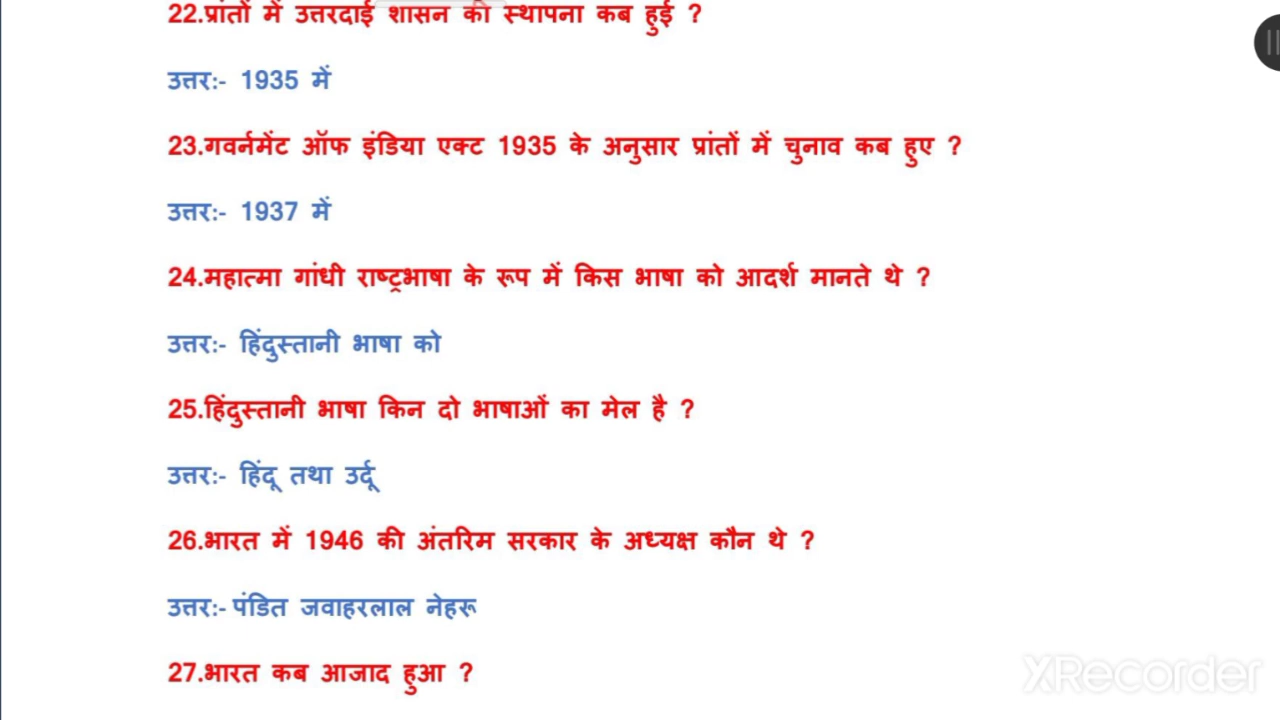 22.प्रांतों में उत्तरदाई शासन की स्थापना कब हुई ?
उत्तर:- 1935 में
23.गवर्नमेंट ऑफ इंडिया एक्ट 1935 के अनुसार प्रांतों में चुनाव कब हुए ?
उत्तर:- 1937 में
24.महात्मा गांधी राष्ट्रभाषा के रूप में किस भाषा को आदर्श मानते थे ?
उत्तर:- हिंदुस्तानी भाषा को
25.हिंदुस्तानी भाषा किन दो भाषाओं का मेल है ?
उत्तर:- हिंदू तथा उर्दू
26.भारत में 1946 की अंतरिम सरकार के अध्यक्ष कौन थे ?
उत्तर:- पंडित जवाहरलाल नेहरू
27.भारत कब आजाद हुआ ?
XRecorder